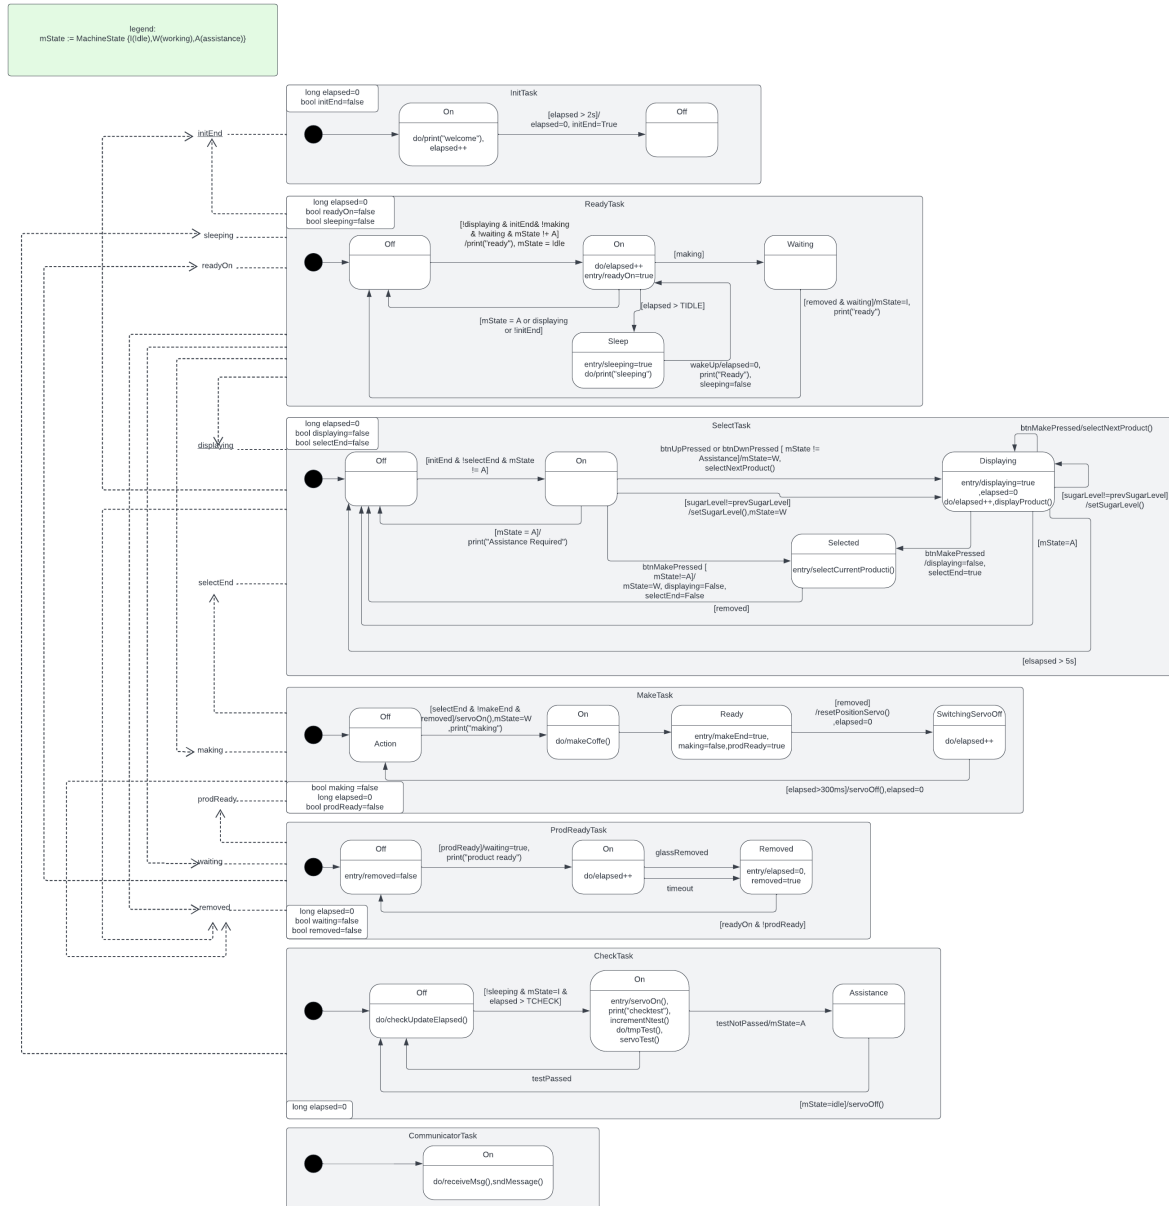 legend:
mState := MachineState {I(Idle),W(working),A(assistance)}
InitTask
long elapsed=0
bool initEnd=false
On
do/print("welcome"),
elapsed++
[elapsed > 2s]/
elapsed=0, initEnd=True
Off
initEnd
ReadyTask
long elapsed=0
bool readyOn=false
bool sleeping=false
sleeping
readyOn
Off
[!displaying & initEnd& !making
& !waiting & mState != A]
/print("ready"), mState = Idle
On
do/elapsed++
entry/readyOn=true
[making]
Waiting
[mState = A or displaying
or !initEnd]
[elapsed > TIDLE]
[removed & waiting]/mState=I,
print("ready")
Sleep
entry/sleeping=true
do/print("sleeping")
wakeUp/elapsed=0,
print("Ready"),
sleeping=false
SelectTask
long elapsed=0
bool displaying=false
bool selectEnd=false
displaying
Off
[initEnd & !selectEnd & mState
!= A]
On
btnUpPressed or btnDwnPressed [ mState !=
Assistance]/mState=W,
selectNextProduct()
btnMakePressed/selectNextProduct()
Displaying
entry/displaying=true
,elapsed=0
do/elapsed++,displayProduct()
[sugarLevel!=prevSugarLevel]
/setSugarLevel()
[sugarLevel!=prevSugarLevel]
/setSugarLevel(),mState=W
[mState = A]/
print("Assistance Required")
[mState=A]
Selected
entry/selectCurrentProduct()
btnMakePressed
/displaying=false,
selectEnd=true
btnMakePressed [
mState!=A]/
mState=W, displaying=False,
selectEnd=False
[removed]
selectEnd
[elsapsed > 5s]
MakeTask
Off
Action
[selectEnd & !makeEnd &
removed]/servoOn(),mState=W
,print("making")
On
do/makeCoffe()
Ready
entry/makeEnd=true,
making=false,prodReady=true
[removed]
/resetPositionServo()
,elapsed=0
SwitchingServoOff
do/elapsed++
making
[elapsed>300ms]/servoOff(),elapsed=0
bool making =false
long elapsed=0
bool prodReady=false
prodReady
ProdReadyTask
Off
entry/removed=false
[prodReady]/waiting=true,
print("product ready")
On
do/elapsed++
glassRemoved
timeout
Removed
entry/elapsed=0,
removed=true
waiting
removed
long elapsed=0
bool waiting=false
bool removed=false
[readyOn & !prodReady]
CheckTask
Off
do/checkUpdateElapsed()
[!sleeping & mState=I &
elapsed > TCHECK]
On
entry/servoOn(),
print("checktest"),
incrementNtest()
do/tmpTest(),
servoTest()
testNotPassed/mState=A
Assistance
testPassed
[mState=idle]/servoOff()
long elapsed=0
CommunicatorTask
On
do/receiveMsg(),sndMessage()